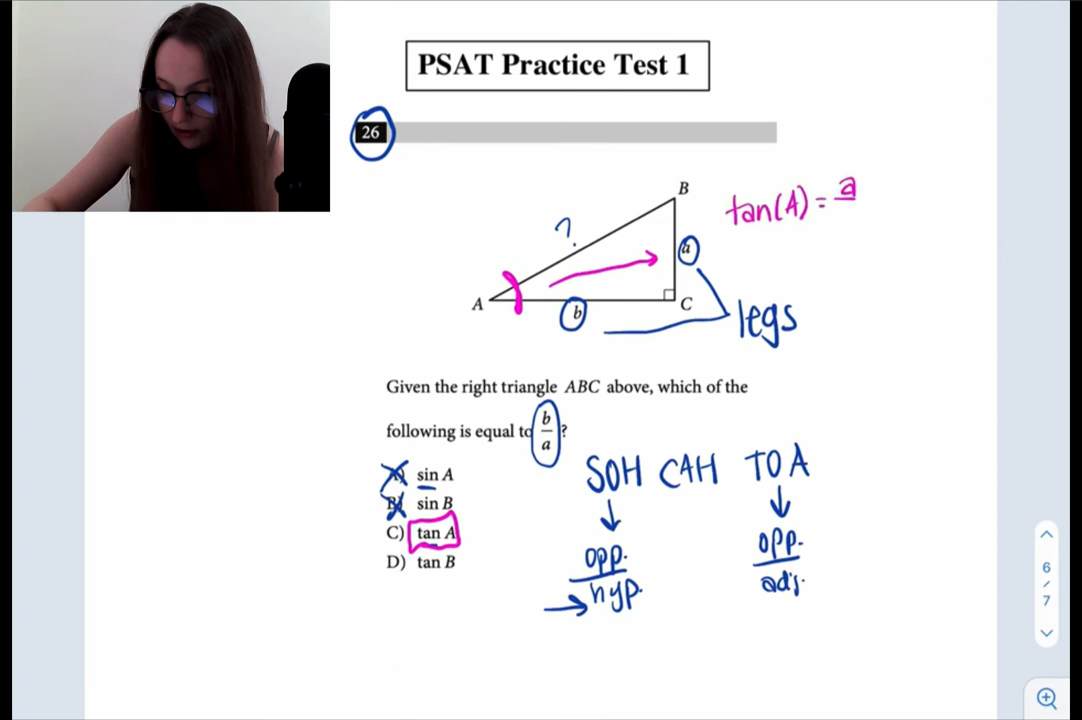 PSAT Practice Test 1
26
B
tan(A) = a
?
a
A
b
C
legs
Given the right triangle ABC above, which of the
following is equal to b/a ?
A) sin A
B) sin B
C) tan A
D) tan B
SOH CAH TOA
opp.
hyp.
opp.
adj.
6
/
7